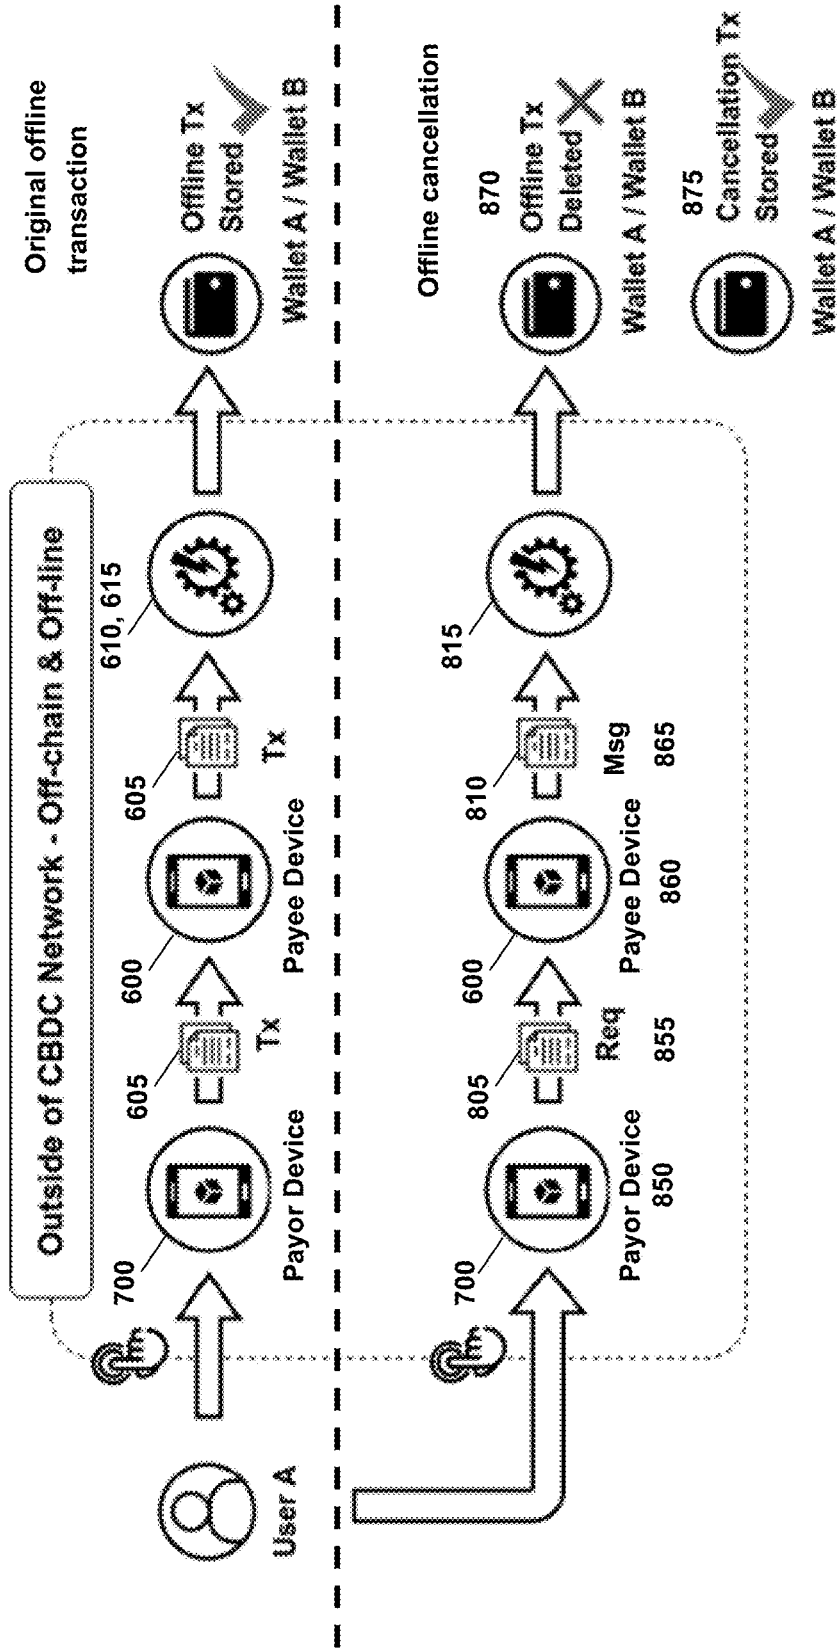 Outside of CBDC Network - Off-chain & Off-line
Original offline
transaction
User A
700
Payor Device
605
Tx
600
Payee Device
605
Tx
610, 615
Offline Tx
Stored
Wallet A / Wallet B
Offline cancellation
700
Payor Device
850
805
Req
855
600
Payee Device
860
810
Msg
865
815
870
Offline Tx
Deleted
Wallet A / Wallet B
875
Cancellation Tx
Stored
Wallet A / Wallet B